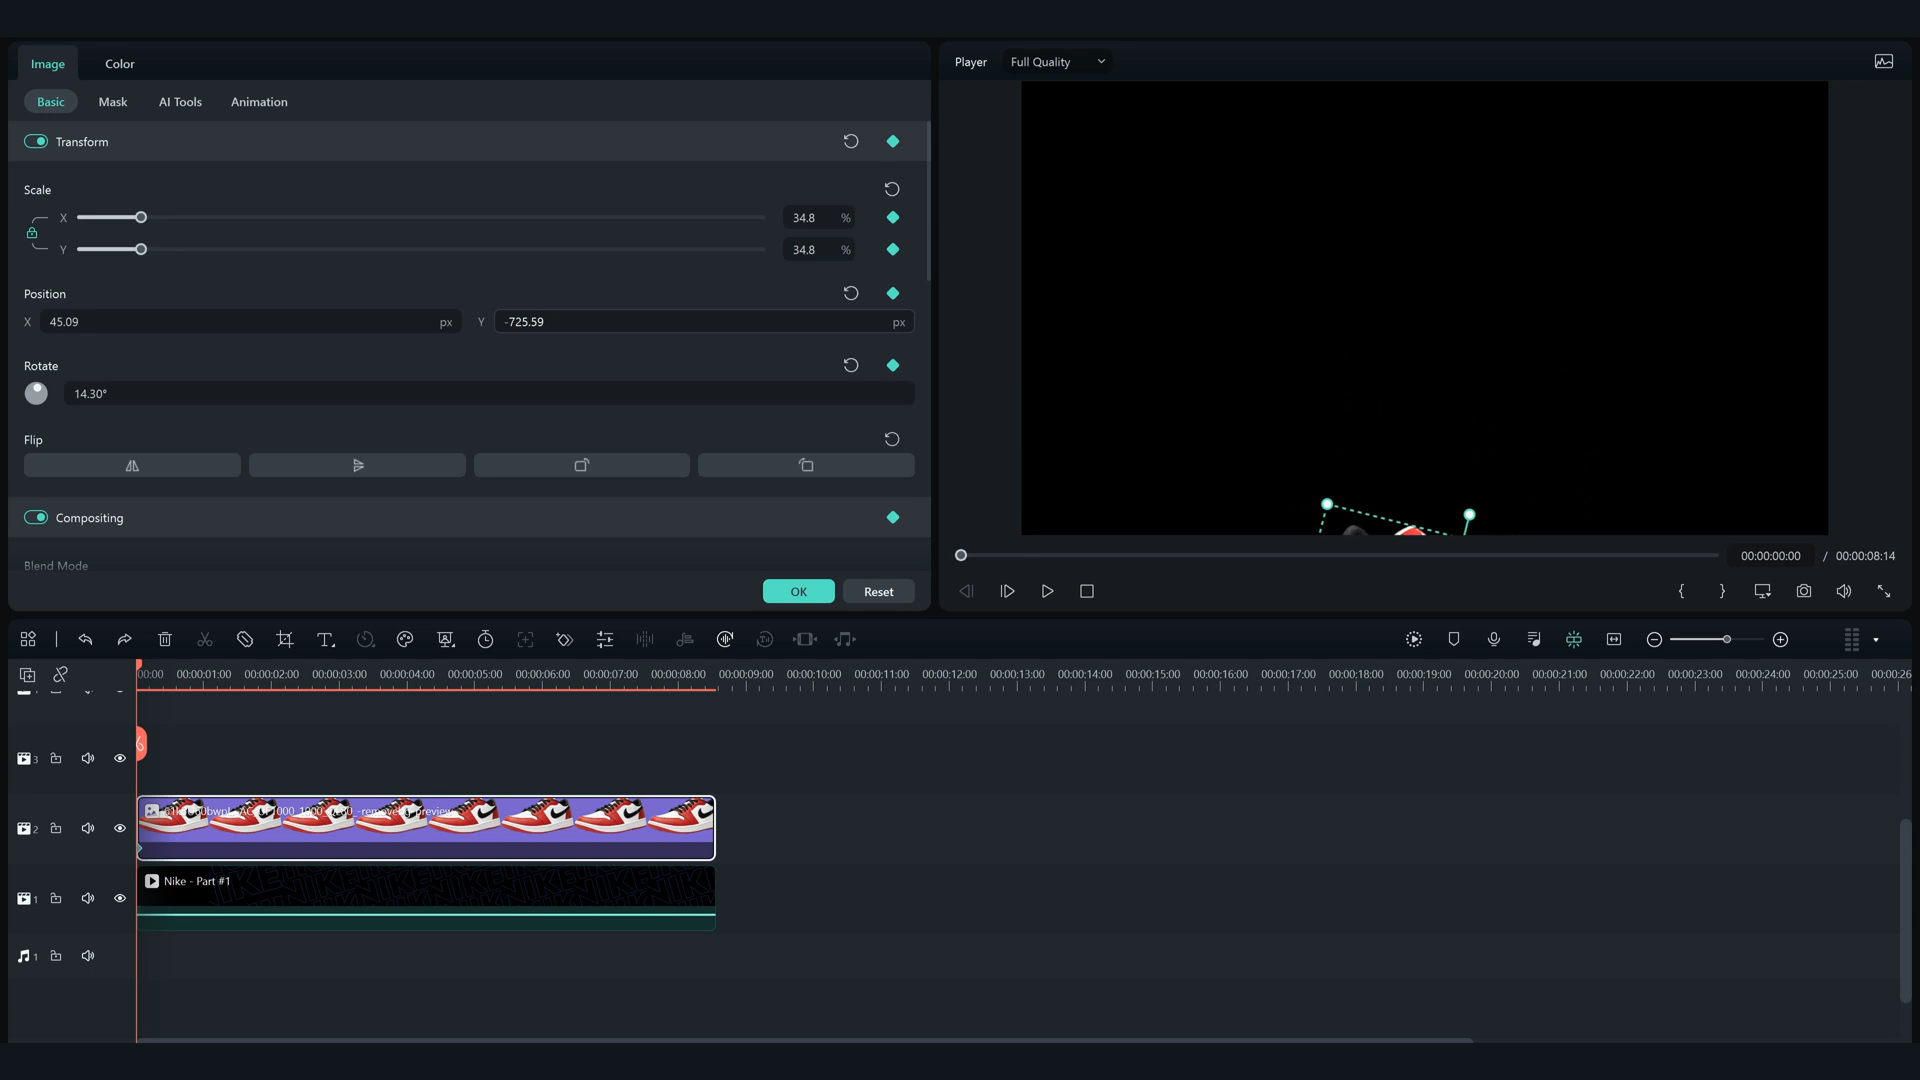 Image Color
Player Full Quality
Basic Mask AI Tools Animation
Transform
Scale
X 34.8 %
Y 34.8 %
Position
X 45.09 px Y -725.59 px
Rotate
14.30°
Flip
Compositing
Blend Mode
OK Reset
00:00:00:00 / 00:00:08:14
00:00 00:00:01:00 00:00:02:00 00:00:03:00 00:00:04:00 00:00:05:00 00:00:06:00 00:00:07:00 00:00:08:00 00:00:09:00 00:00:10:00 00:00:11:00 00:00:12:00 00:00:13:00 00:00:14:00 00:00:15:00 00:00:16:00 00:00:17:00 00:00:18:00 00:00:19:00 00:00:20:00 00:00:21:00 00:00:22:00 00:00:23:00 00:00:24:00 00:00:25:00 00:00:26
3
2
Nike - Part #1
1
1